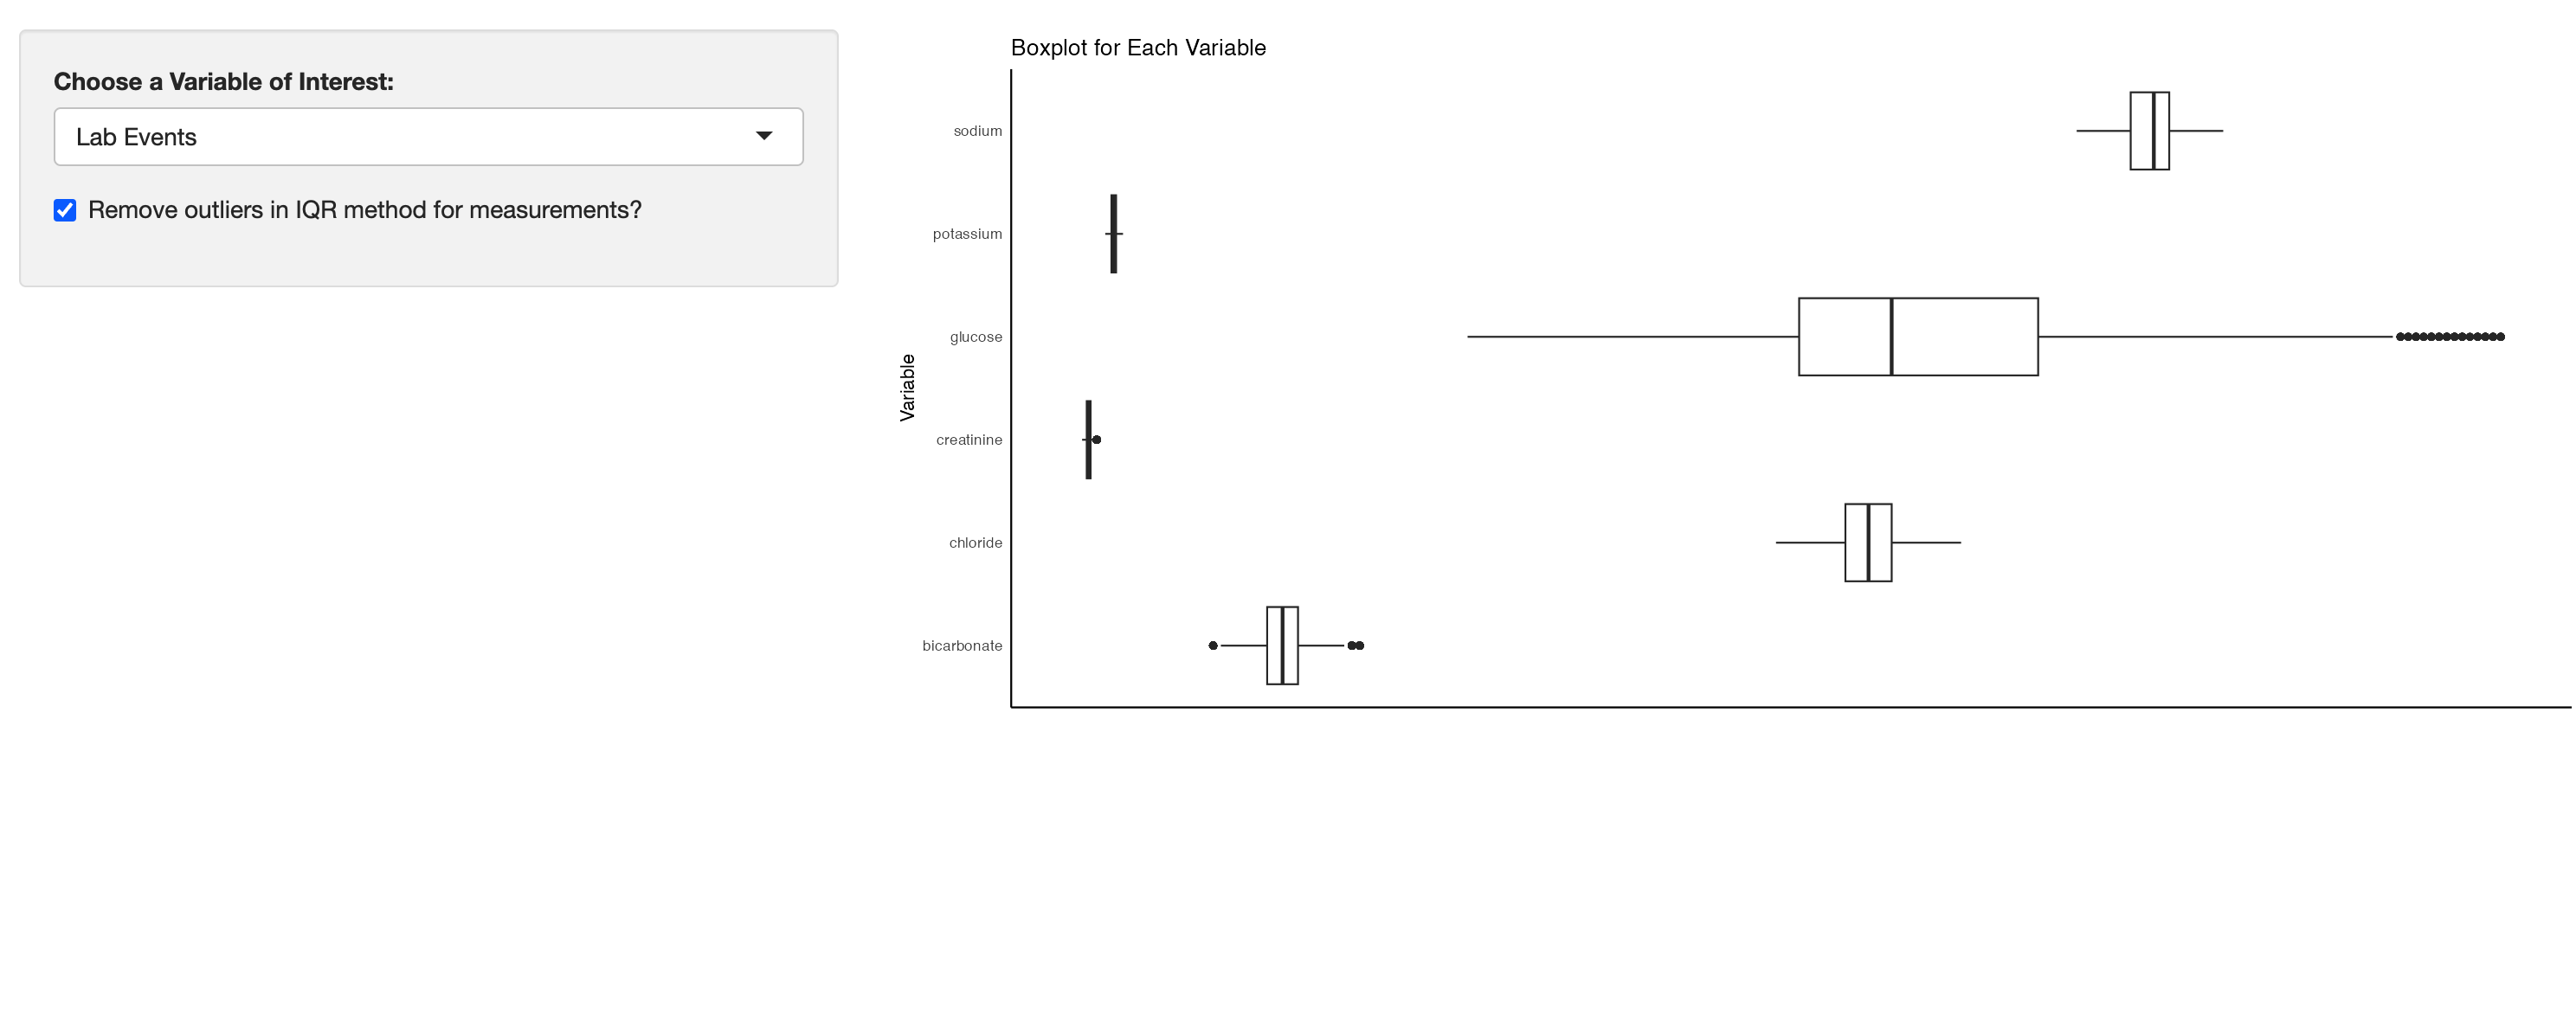 Choose a Variable of Interest:
Lab Events
Remove outliers in IQR method for measurements?
Boxplot for Each Variable
Variable
sodium
potassium
glucose
creatinine
chloride
bicarbonate